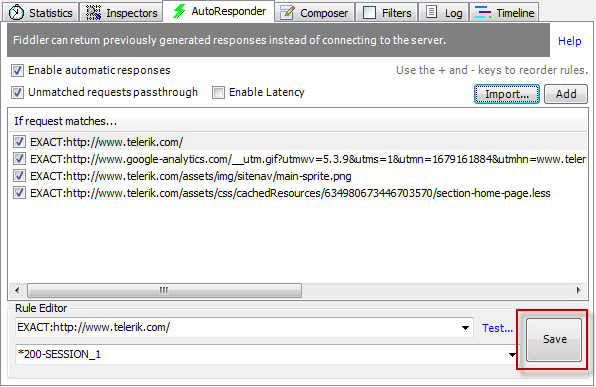 Statistics Inspectors AutoResponder Composer Filters Log Timeline
Fiddler can return previously generated responses instead of connecting to the server. Help
Enable automatic responses Use the + and - keys to reorder rules.
Unmatched requests passthrough Enable Latency Import... Add
If request matches...
EXACT:http://www.telerik.com/
EXACT:http://www.google-analytics.com/__utm.gif?utmwv=5.3.9&utms=1&utmn=1679161884&utmhn=www.teler
EXACT:http://www.telerik.com/assets/img/sitenav/main-sprite.png
EXACT:http://www.telerik.com/assets/css/cachedResources/634980673446703570/section-home-page.less
Rule Editor
EXACT:http://www.telerik.com/ Test... Save
*200-SESSION_1